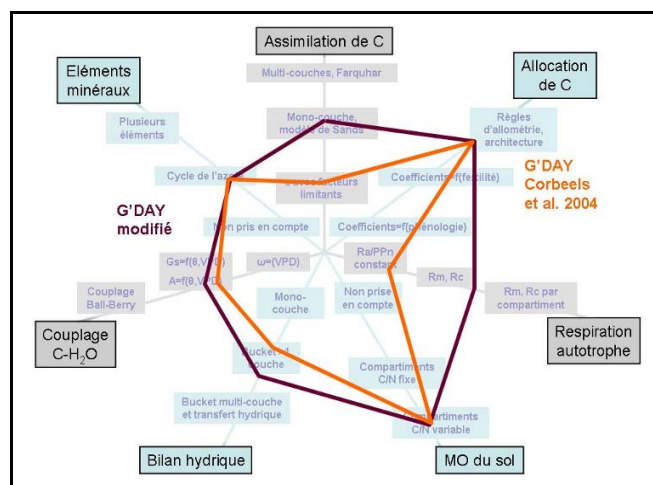 Assimilation de C
Eléments
minéraux
Multi-couches, Farquhar
Allocation
de C
Plusieurs
éléments
Mono-couche,
modèle de Sands
Règles
d'allométrie,
architecture
Cycle de l'azote
avec facteurs
limitants
Coefficients=f(fertilité)
G'DAY
Corbeels
et al. 2004
G'DAY
modifié
Non pris en compte
Coefficients=f(phénologie)
Gs=f(θ,VPD)
ω=(VPD)
Ra/PPn
constant
A=f(θ,VPD)
Rm, Rc
Couplage
Ball-Berry
Mono-
couche
Non prise
en compte
Rm, Rc par
compartiment
Couplage
C-H₂O
Respiration
autotrophe
Bucket
couche
Compartiments
C/N fixe
Bucket multi-couche
et transfert hydrique
Compartiments
C/N variable
Bilan hydrique
MO du sol